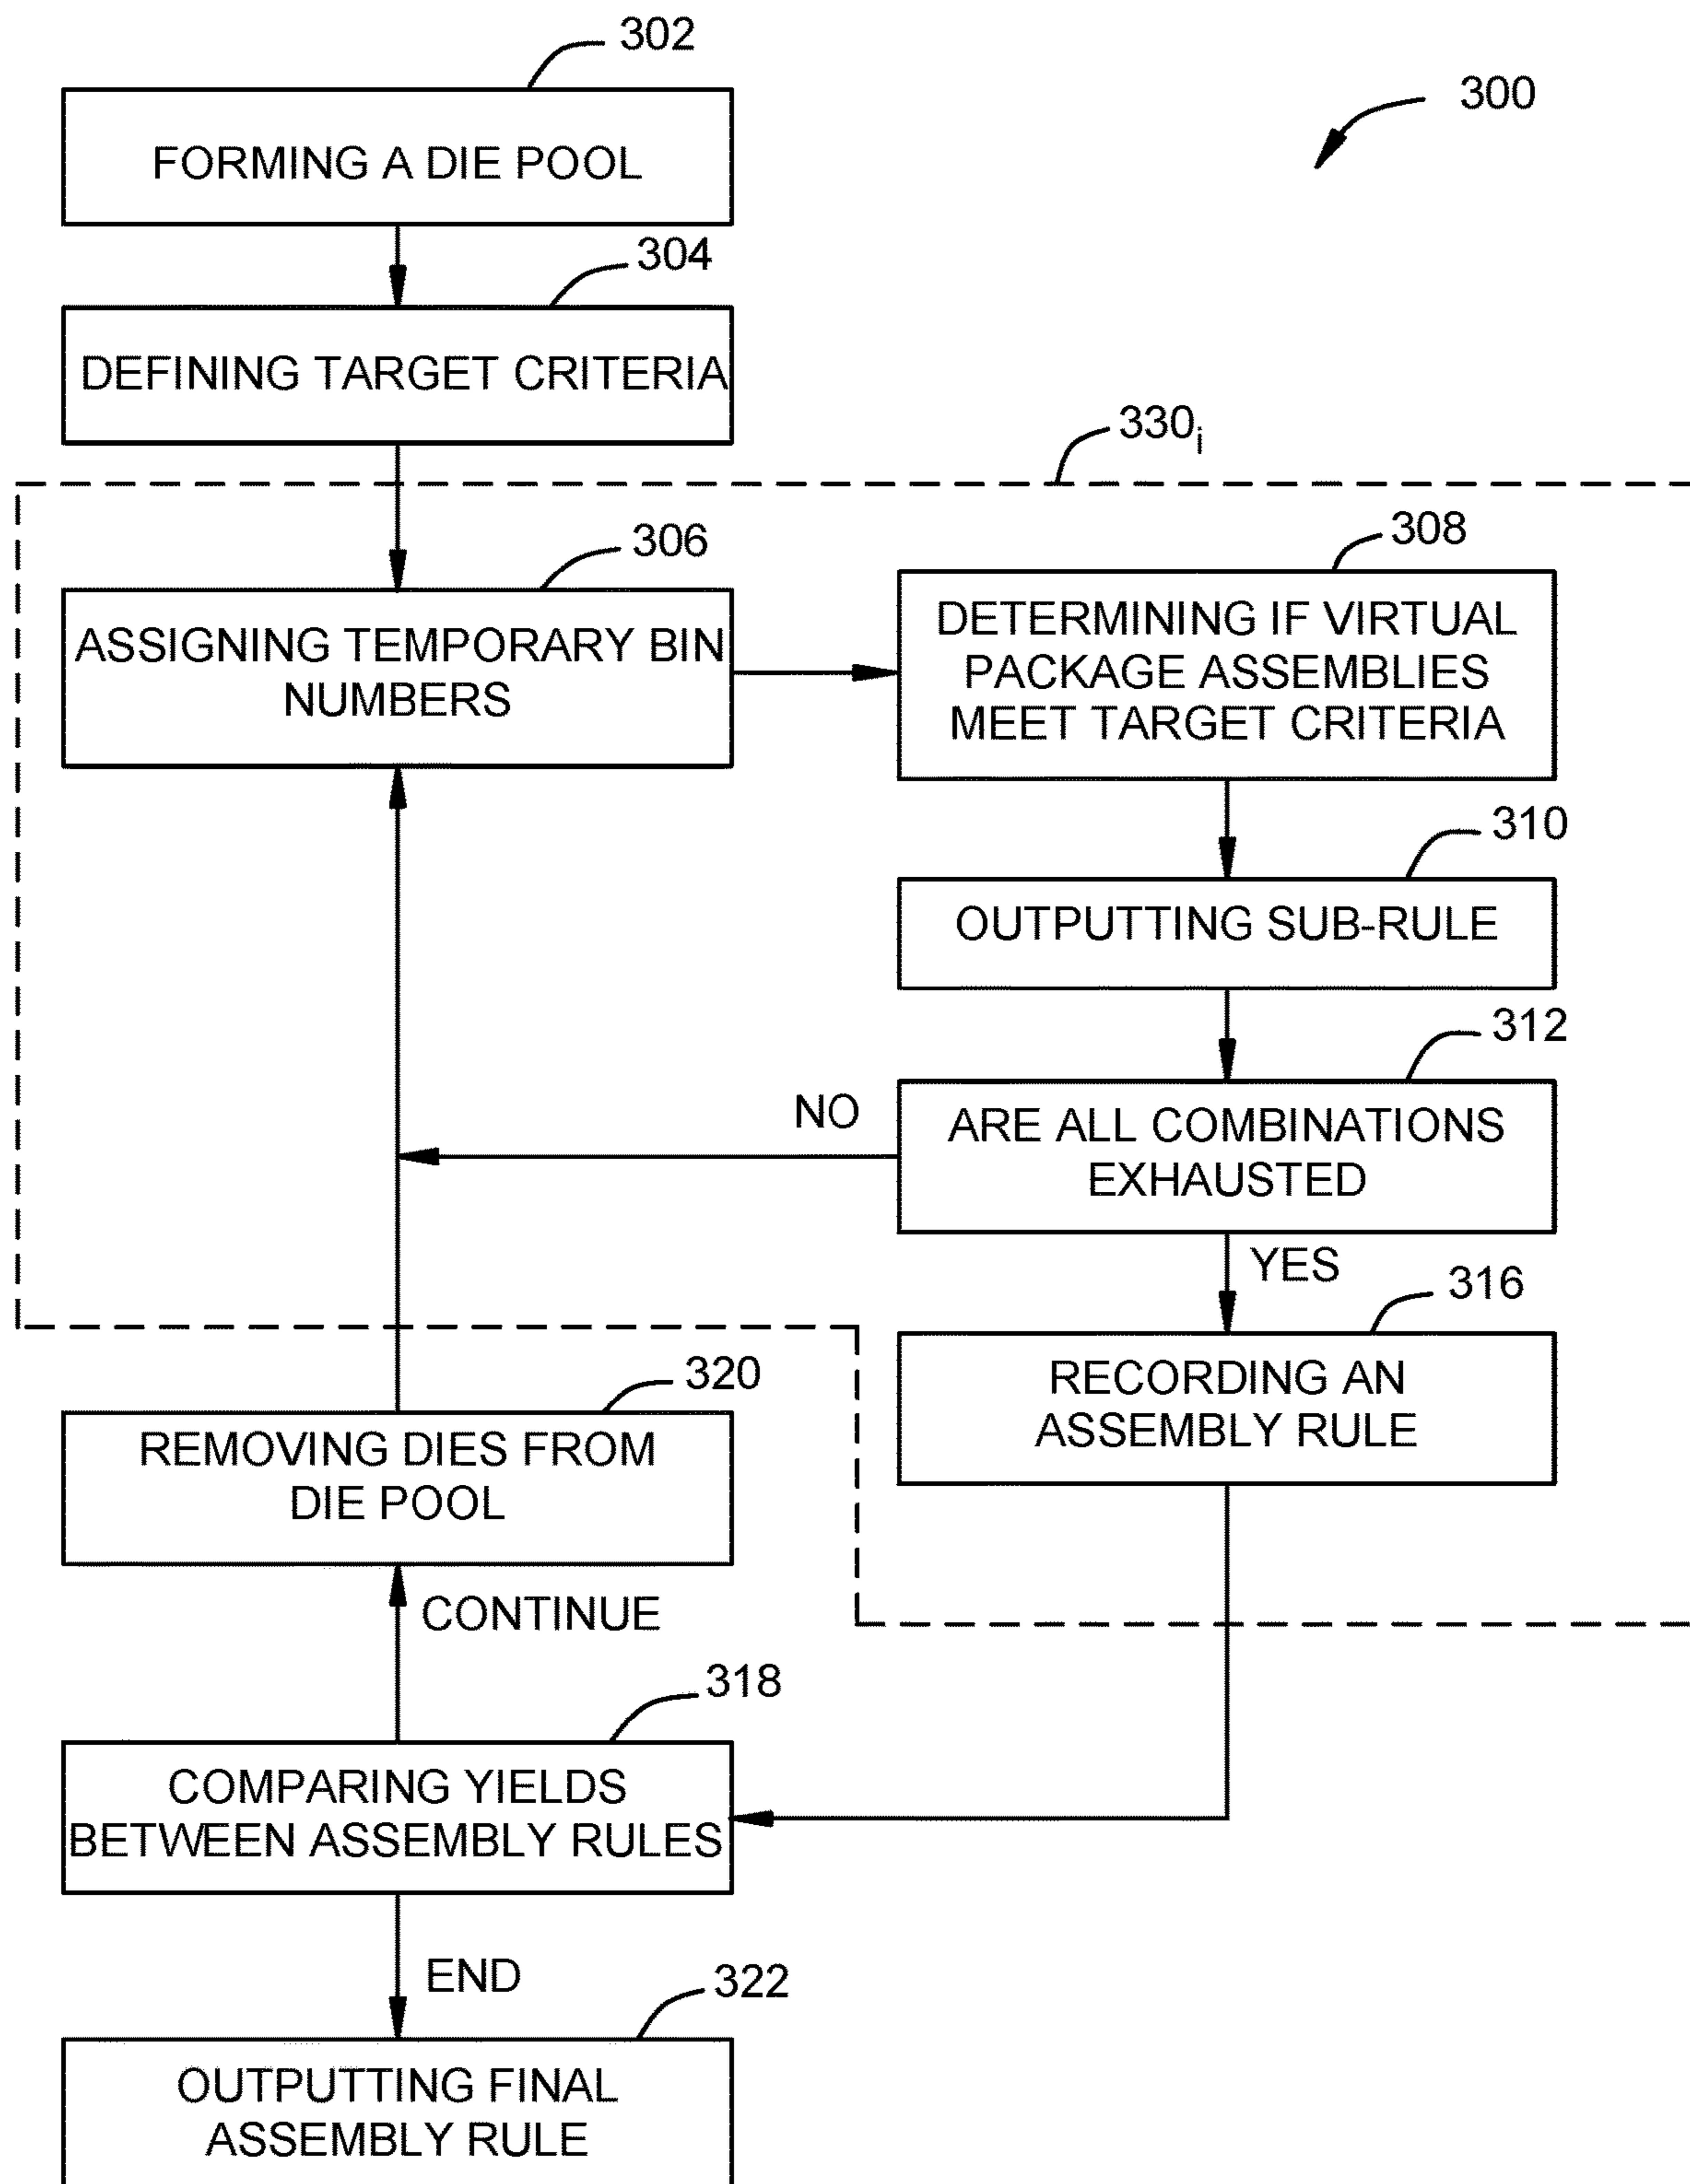 302
300
FORMING A DIE POOL
304
DEFINING TARGET CRITERIA
330i
306
308
ASSIGNING TEMPORARY BIN
NUMBERS
DETERMINING IF VIRTUAL
PACKAGE ASSEMBLIES
MEET TARGET CRITERIA
310
OUTPUTTING SUB-RULE
312
NO
ARE ALL COMBINATIONS
EXHAUSTED
YES
316
RECORDING AN
ASSEMBLY RULE
320
REMOVING DIES FROM
DIE POOL
CONTINUE
318
COMPARING YIELDS
BETWEEN ASSEMBLY RULES
END
322
OUTPUTTING FINAL
ASSEMBLY RULE